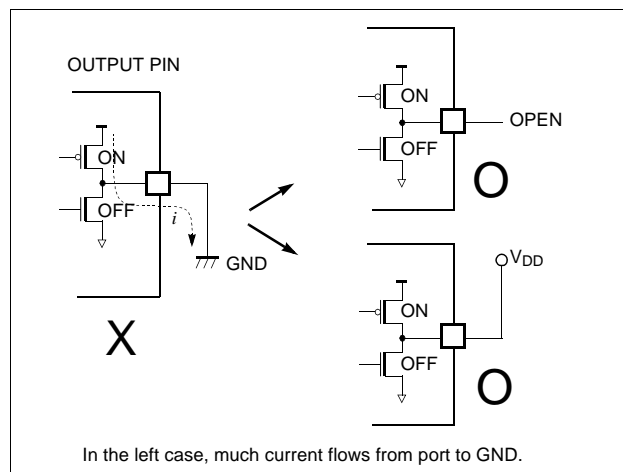 OUTPUT PIN
ON
OFF
i
GND
X
ON
OFF
OPEN
O
VDD
ON
OFF
O
In the left case, much current flows from port to GND.